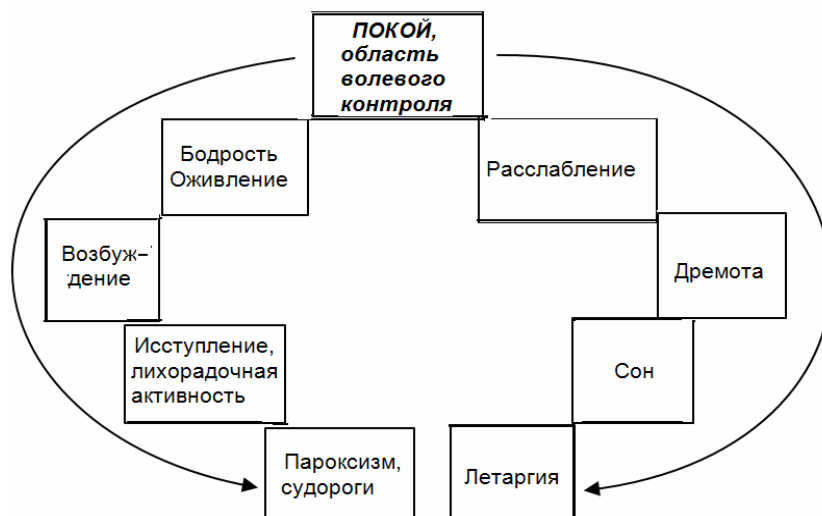 ПОКОЙ,
область
волевого
контроля
Бодрость
Оживление
Расслабление
Возбуж–
дение
Дремота
Исступление,
лихорадочная
активность
Сон
Пароксизм,
судороги
Летаргия